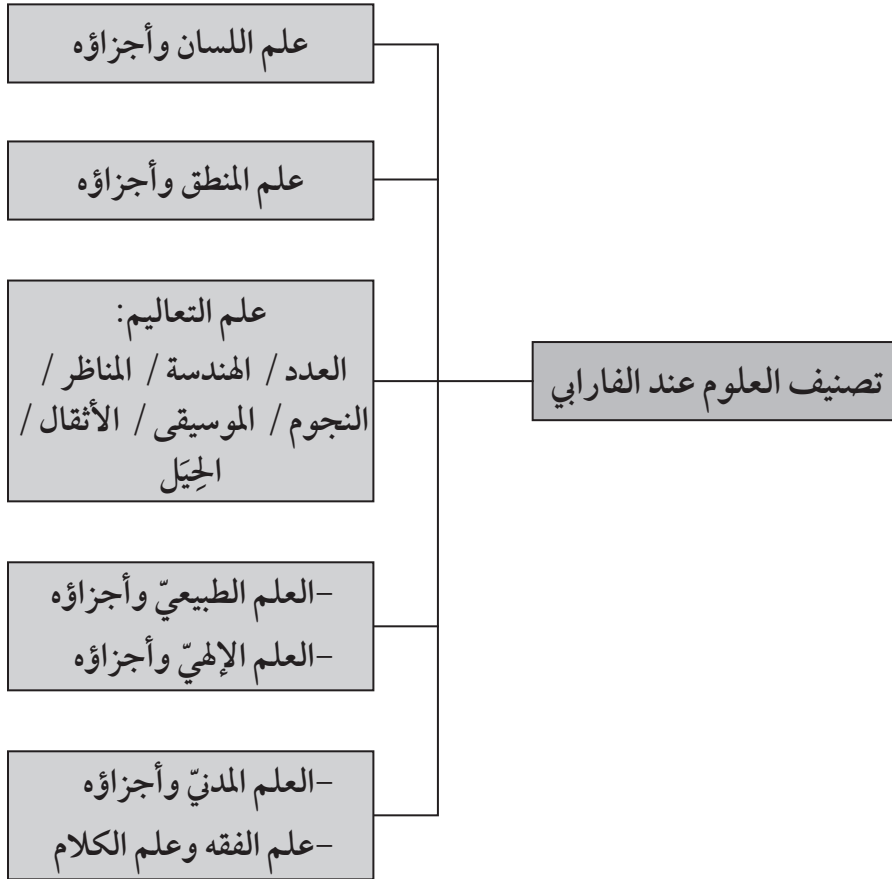 تصنيف العلوم عند الفارابي
علم اللسان وأجزاؤه
علم المنطق وأجزاؤه
علم التعاليم:
العدد / الهندسة / المناظر /
النجوم / الموسيقى / الأثقال /
الحِيَل
-العلم الطبيعيّ وأجزاؤه
-العلم الإلهيّ وأجزاؤه
-العلم المدنيّ وأجزاؤه
-علم الفقه وعلم الكلام